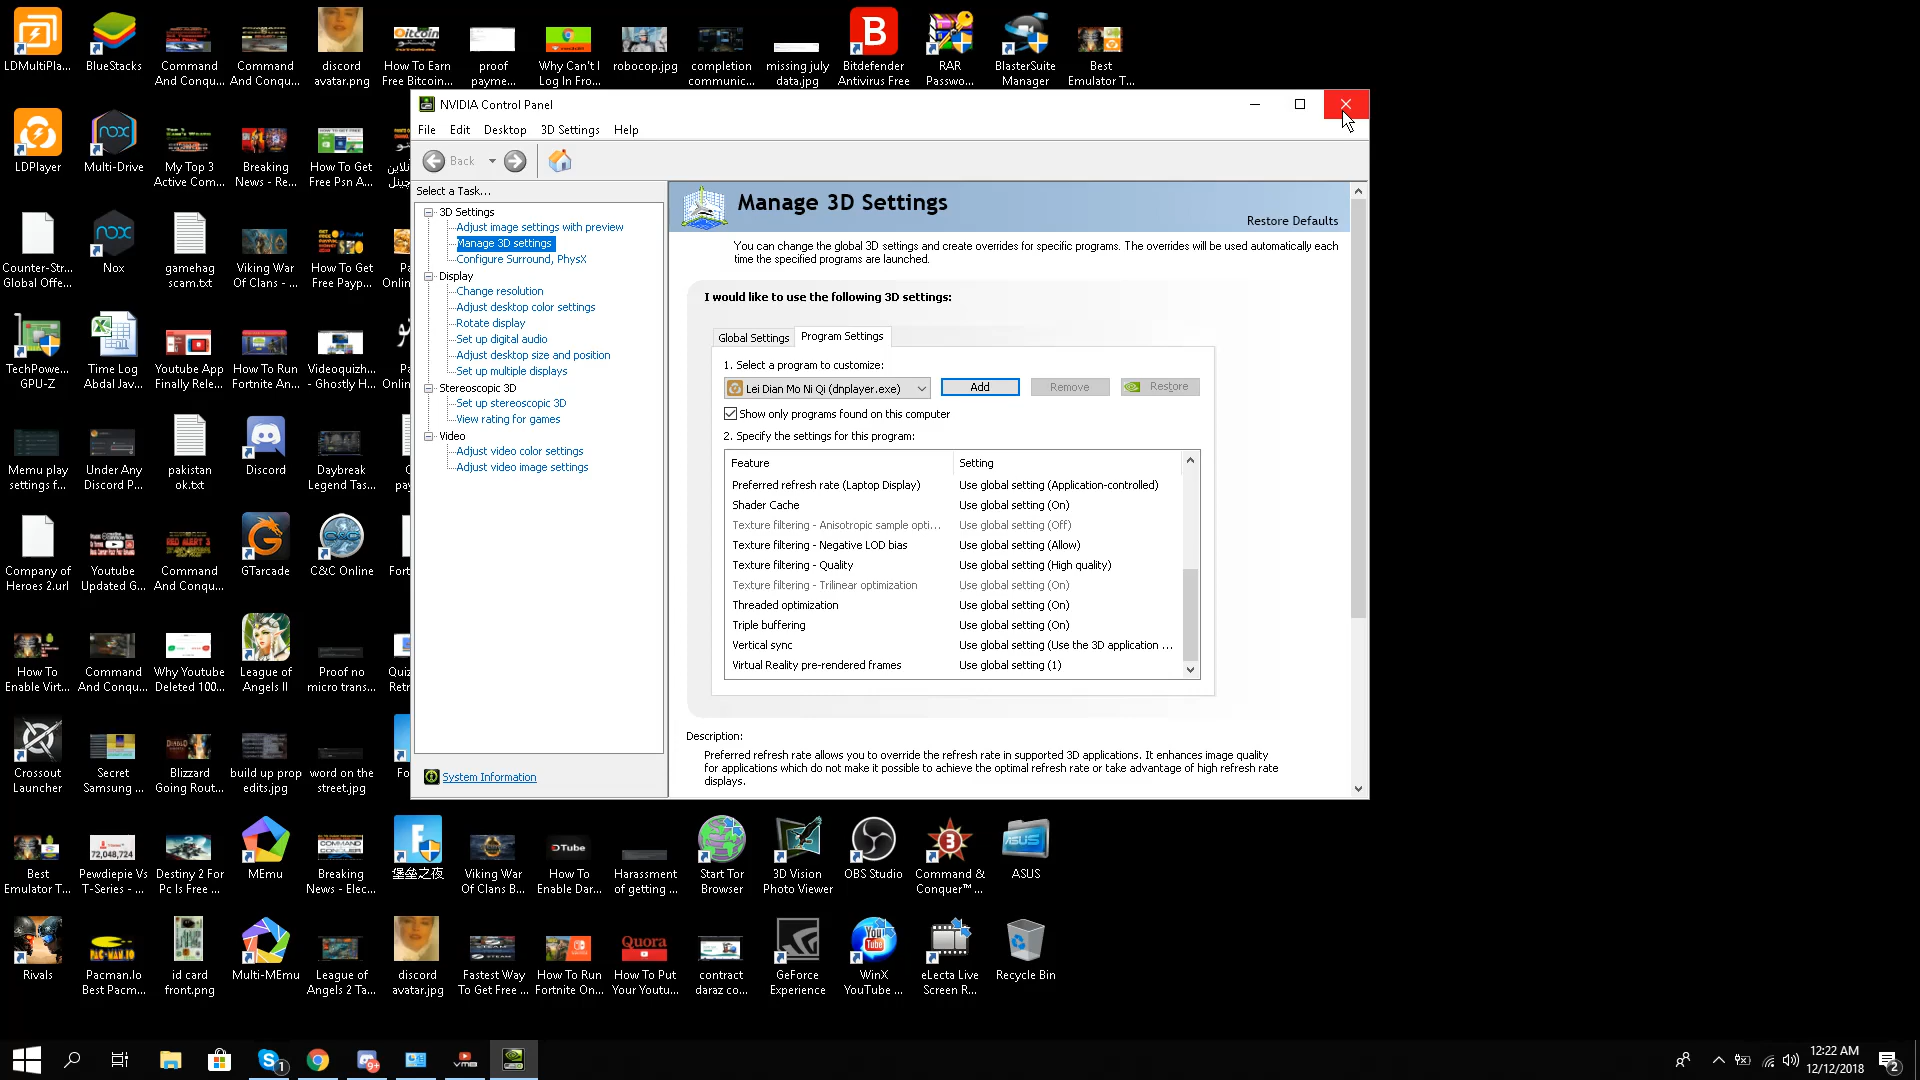 LDMultiPla...
BlueStacks
Command
And Conqu...
Command
And Conqu...
discord
avatar.png
How To Earn
Free Bitcoin...
proof
payme...
Why Can't I
Log In Fro...
robocop.jpg
completion
communic...
missing july
data.jpg
Bitdefender
Antivirus Free
RAR
Passwo...
BlasterSuite
Manager
Best
Emulator T...
LDPlayer
Multi-Drive
My Top 3
Active Com...
Breaking
News - Re...
How To Get
Free Psn A...
Counter-Str...
Global Offe...
Nox
gamehag
scam.txt
Viking War
Of Clans - ...
How To Get
Free Payp...
TechPowe...
GPU-Z
Time Log
Abdal Jav...
Youtube App
Finally Rele...
How To Run
Fortnite An...
Videoquizh...
- Ghostly H...
Memu play
settings f...
Under Any
Discord P...
pakistan
ok.txt
Discord
Daybreak
Legend Tas...
Company of
Heroes 2.url
Youtube
Updated G...
Command
And Conqu...
GTarcade
C&C Online
How To
Enable Virt...
Command
And Conqu...
Why Youtube
Deleted 100...
League of
Angels II
Proof no
micro trans...
Crossout
Launcher
Secret
Samsung ...
Blizzard
Going Rout...
build up prop
edits.jpg
word on the
street.jpg
NVIDIA Control Panel
File Edit Desktop 3D Settings Help
Back
Select a Task...
3D Settings
Adjust image settings with preview
Manage 3D settings
Configure Surround, PhysX
Display
Change resolution
Adjust desktop color settings
Rotate display
Set up digital audio
Adjust desktop size and position
Set up multiple displays
Stereoscopic 3D
Set up stereoscopic 3D
View rating for games
Video
Adjust video color settings
Adjust video image settings
System Information
Manage 3D Settings
Restore Defaults
You can change the global 3D settings and create overrides for specific programs. The overrides will be used automatically each
time the specified programs are launched.
I would like to use the following 3D settings:
Global Settings Program Settings
1. Select a program to customize:
Lei Dian Mo Ni Qi (dnplayer.exe) Add Remove Restore
Show only programs found on this computer
2. Specify the settings for this program:
Feature Setting
Preferred refresh rate (Laptop Display) Use global setting (Application-controlled)
Shader Cache Use global setting (On)
Texture filtering - Anisotropic sample opti... Use global setting (Off)
Texture filtering - Negative LOD bias Use global setting (Allow)
Texture filtering - Quality Use global setting (High quality)
Texture filtering - Trilinear optimization Use global setting (On)
Threaded optimization Use global setting (On)
Triple buffering Use global setting (On)
Vertical sync Use global setting (Use the 3D application ...
Virtual Reality pre-rendered frames Use global setting (1)
Description:
Preferred refresh rate allows you to override the refresh rate in supported 3D applications. It enhances image quality
for applications which do not make it possible to achieve the optimal refresh rate or take advantage of high refresh rate
displays.
Best
Emulator T...
72,048,724
Pewdiepie Vs
T-Series - ...
Destiny 2 For
Pc Is Free ...
MEmu
Breaking
News - Elec...
堡垒之夜
Viking War
Of Clans B...
DTube
How To
Enable Dar...
Harassment
of getting ...
Start Tor
Browser
3D Vision
Photo Viewer
OBS Studio
Command &
Conquer™ ...
ASUS
Rivals
Pacman.Io
Best Pacm...
id card
front.png
Multi-MEmu
League of
Angels 2 Ta...
discord
avatar.jpg
Fastest Way
To Get Free ...
How To Run
Fortnite On...
Quora
How To Put
Your Youtu...
contract
daraz co...
GeForce
Experience
WinX
YouTube ...
eLecta Live
Screen R...
Recycle Bin
12:22 AM
12/12/2018